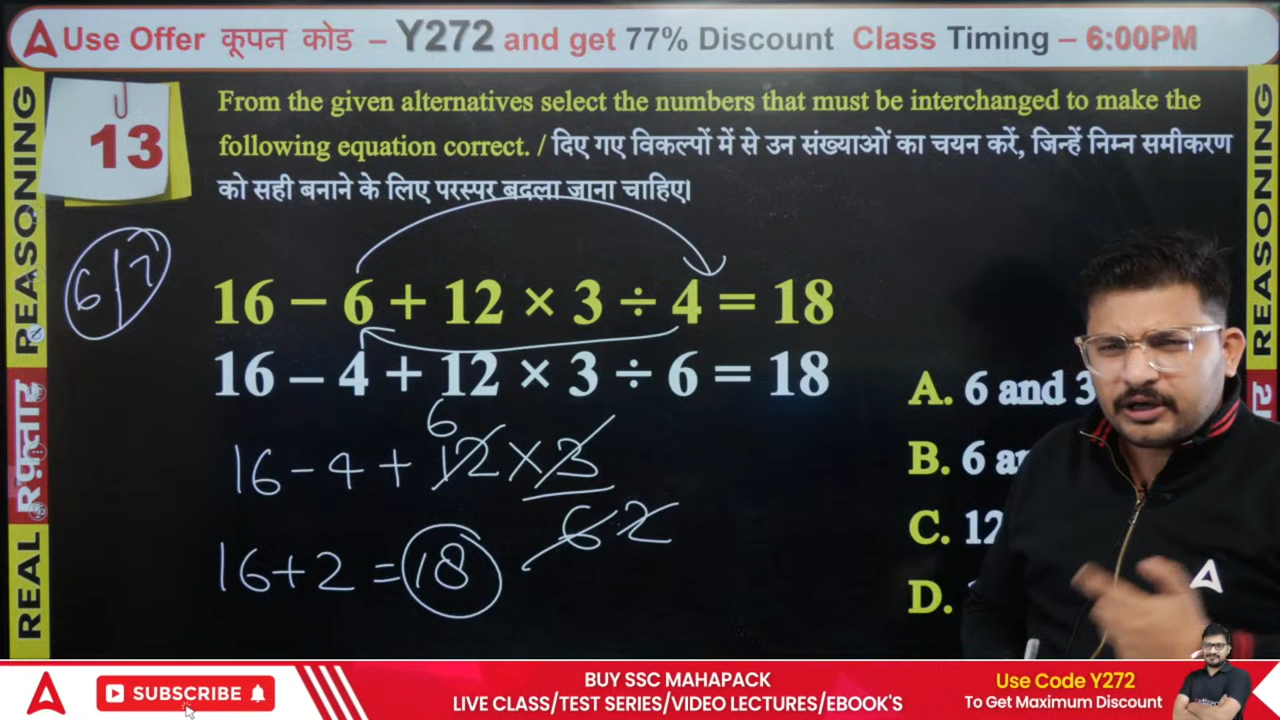 Use Offer कूपन कोड – Y272 and get 77% Discount Class Timing – 6:00PM
REAL रफ़्तार REASONING
13
From the given alternatives select the numbers that must be interchanged to make the
following equation correct. / दिए गए विकल्पों में से उन संख्याओं का चयन करें, जिन्हें निम्न समीकरण
को सही बनाने के लिए परस्पर बदला जाना चाहिए।
6/7
16 – 6 + 12 × 3 ÷ 4 = 18
16 – 4 + 12 × 3 ÷ 6 = 18
6
16 - 4 + 12 × 3
6 2
16 + 2 = 18
A. 6 and 3
B. 6
C. 12
D.
REASONING
SUBSCRIBE
BUY SSC MAHAPACK
LIVE CLASS/TEST SERIES/VIDEO LECTURES/EBOOK'S
Use Code Y272
To Get Maximum Discount